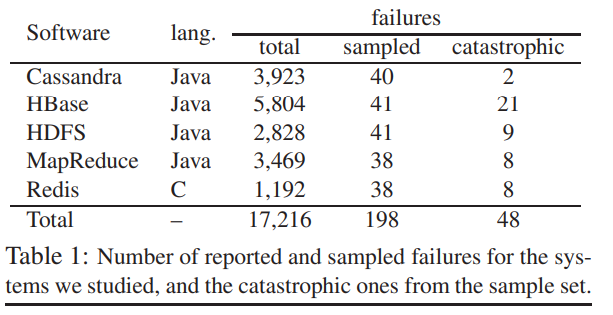 failures
Software lang. total sampled catastrophic
Cassandra Java 3,923 40 2
HBase Java 5,804 41 21
HDFS Java 2,828 41 9
MapReduce Java 3,469 38 8
Redis C 1,192 38 8
Total – 17,216 198 48
Table 1: Number of reported and sampled failures for the sys-
tems we studied, and the catastrophic ones from the sample set.